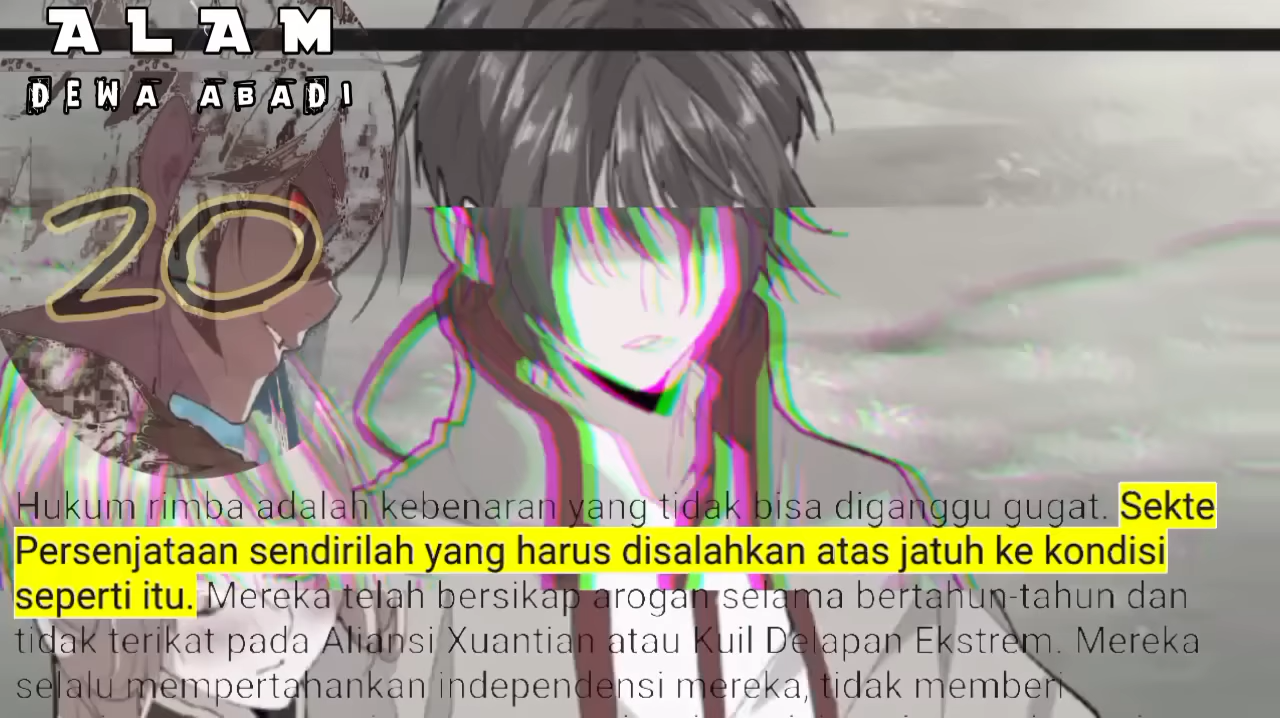 ALAM
DEWA ABADI
20
Hukum rimba adalah kebenaran yang tidak bisa diganggu gugat. Sekte
Persenjataan sendirilah yang harus disalahkan atas jatuh ke kondisi
seperti itu. Mereka telah bersikap arogan selama bertahun-tahun dan
tidak terikat pada Aliansi Xuantian atau Kuil Delapan Ekstrem. Mereka
selalu mempertahankan independensi mereka, tidak memberi